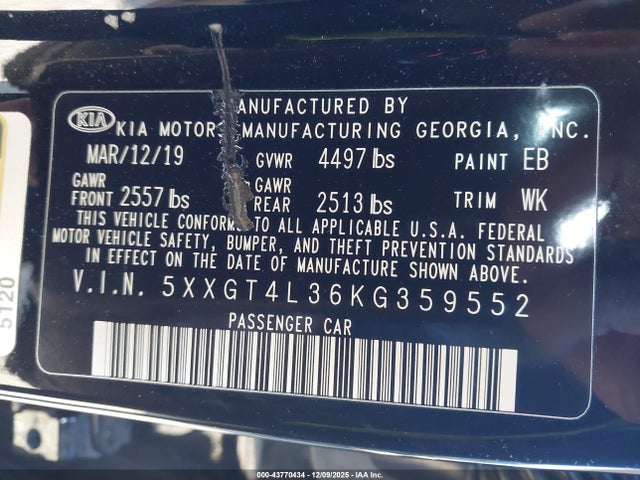 MANUFACTURED BY
KIA KIA MOTORS MANUFACTURING GEORGIA, INC.
MAR/12/19 GVWR 4497 lbs PAINT EB
GAWR FRONT 2557 lbs GAWR REAR 2513 lbs TRIM WK
THIS VEHICLE CONFORMS TO ALL APPLICABLE U.S.A. FEDERAL
MOTOR VEHICLE SAFETY, BUMPER, AND THEFT PREVENTION STANDARDS
IN EFFECT ON THE DATE OF MANUFACTURE SHOWN ABOVE.
V.I.N. 5XXGT4L36KG359552
PASSENGER CAR
5120
000-43770434 | 12/09/2025 - IAA Inc.